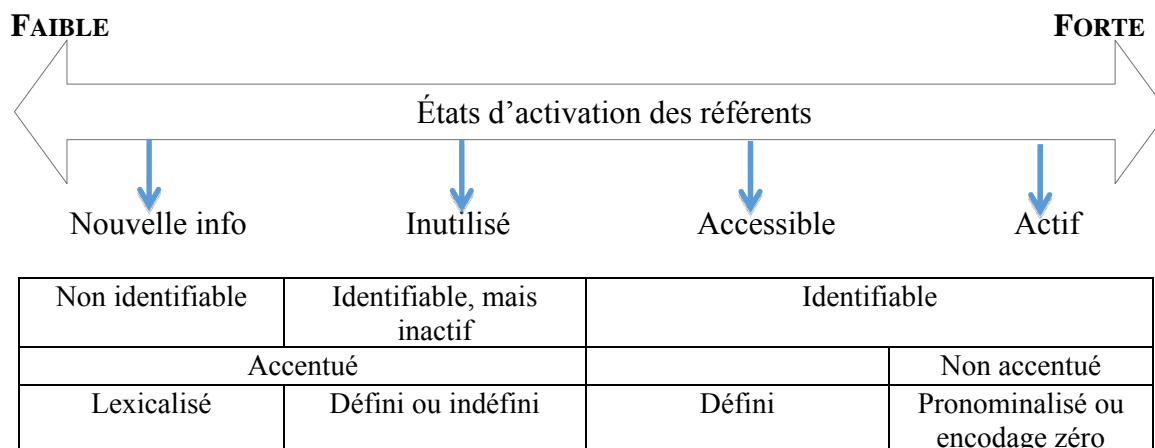 FAIBLE FORTE
États d’activation des référents
Nouvelle info Inutilisé Accessible Actif
Non identifiable Identifiable, mais Identifiable
inactif
Accentué Non accentué
Lexicalisé Défini ou indéfini Défini Pronominalisé ou
encodage zéro